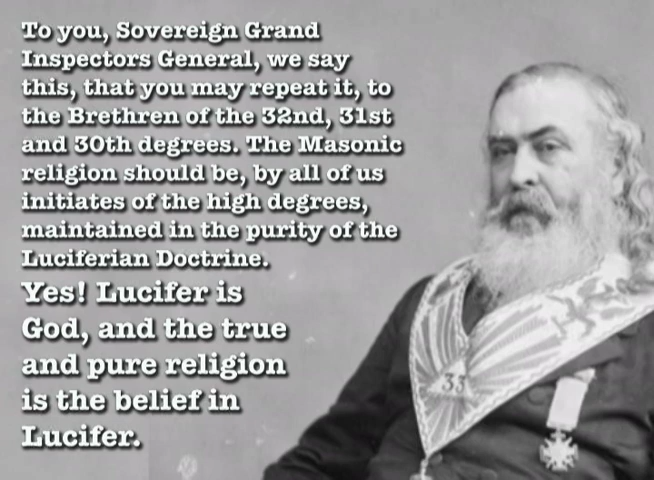 To you, Sovereign Grand
Inspectors General, we say
this, that you may repeat it, to
the Brethren of the 32nd, 31st
and 30th degrees. The Masonic
religion should be, by all of us
initiates of the high degrees,
maintained in the purity of the
Luciferian Doctrine.
Yes! Lucifer is
God, and the true
and pure religion
is the belief in
Lucifer.
33